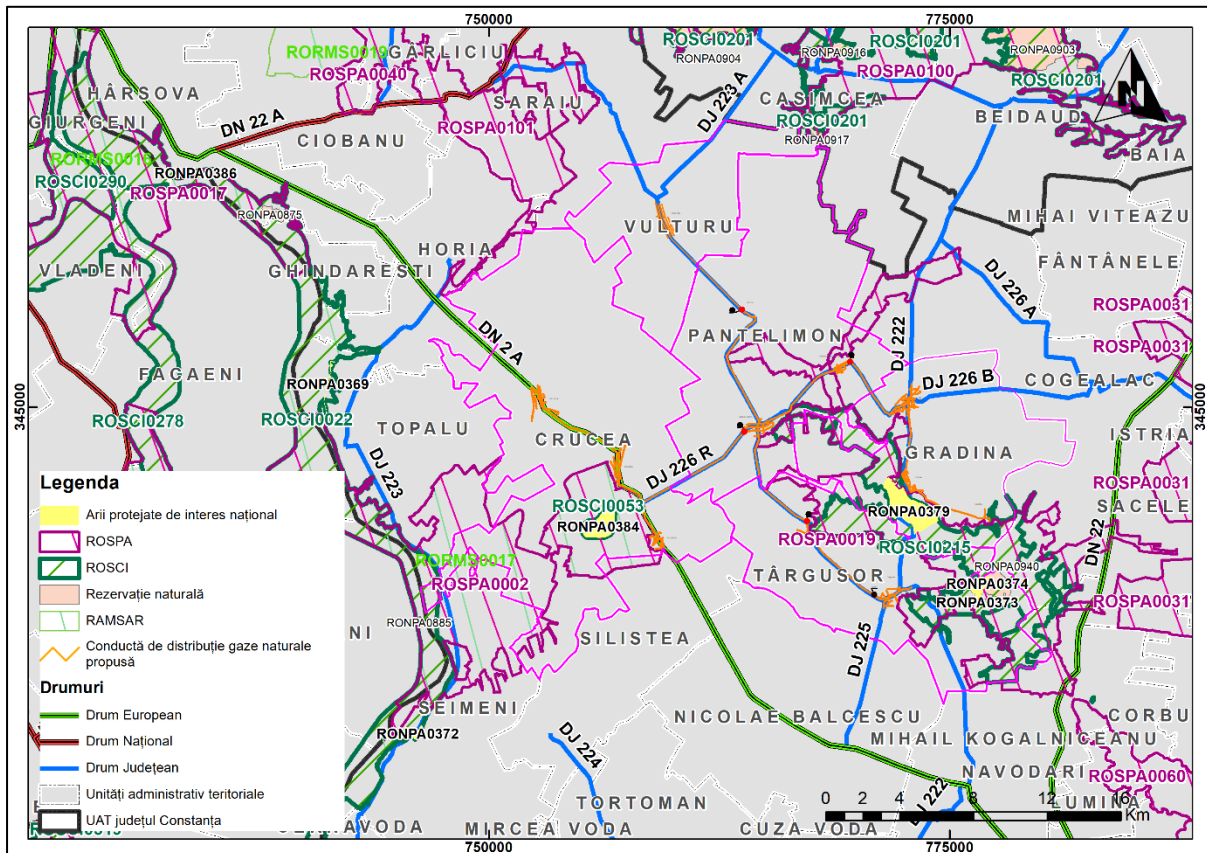 750000
775000
RORMS0019
GÂRLICIU
ROSPA0040
ROSCI0201
RONPA0904
RONPA0916
ROSCI0201
ROSPA0100
RONPA0903
ROSCI0201
N
HÂRSOVA
DN 22 A
SARAIU
DJ 223 A
CASIMCEA
BEIDAUD
GIURGENI
CIOBANU
ROSPA0101
ROSCI0201
RONPA0917
BAIA
RORMS0016
RONPA0386
ROSCI0290
ROSPA0017
RONPA0875
VULTURU
MIHAI VITEAZU
HORIA
VLADENI
GHINDARESTI
FÂNTÂNELE
DJ 226 A
ROSPA0031
PANTELIMON
DJ 222
ROSPA0031
DN 2 A
FAGAENI
RONPA0369
DJ 226 B
COGEALAC
345000
345000
ROSCI0278
ROSCI0022
TOPALU
CRUCEA
ISTRIA
DJ 226 R
GRADINA
DJ 223
ROSPA0031
SACELE
ROSCI0053
RONPA0384
RONPA0379
ROSPA0019
ROSCI0215
DN 22
RORMS0017
ROSPA0002
TÂRGUSOR
RONPA0940
RONPA0374
RONPA0373
ROSPA0031
RONPA0885
NI
SILISTEA
DJ 225
SEIMENI
NICOLAE BALCESCU
CORBU
RONPA0372
DJ 224
MIHAIL KOGALNICEANU
NAVODARI
ROSPA0060
DJ 222
LUMINA
TORTOMAN
MIRCEA VODA
CUZA VODA
0 2 4 8 12 16
Km
Legenda
Arii protejate de interes național
ROSPA
ROSCI
Rezervație naturală
RAMSAR
Conductă de distribuție gaze naturale
propusă
Drumuri
Drum European
Drum Național
Drum Județean
Unități administrativ teritoriale
UAT județul Constanța
750000
775000